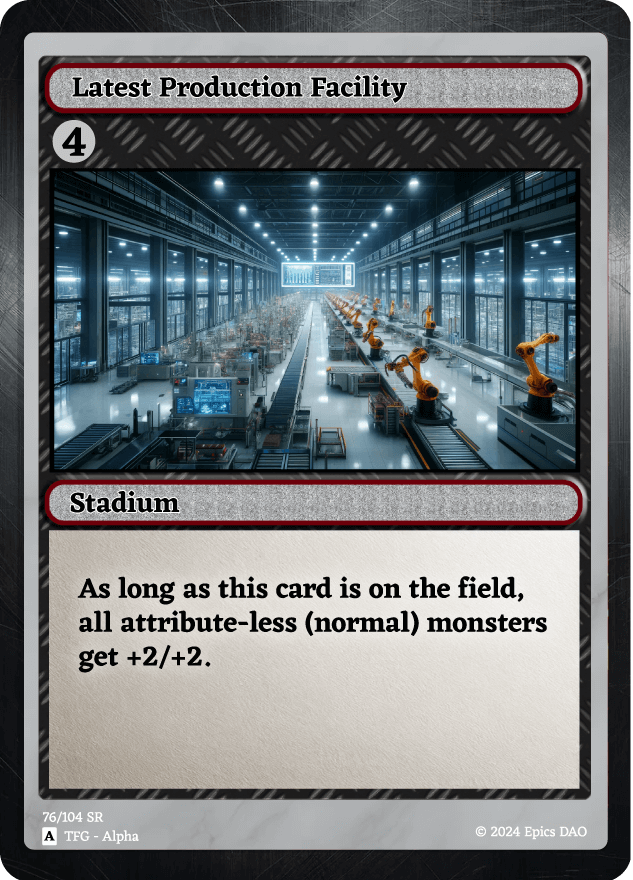 Latest Production Facility
4
Stadium
As long as this card is on the field,
all attribute-less (normal) monsters
get +2/+2.
76/104 SR
A TFG - Alpha
© 2024 Epics DAO